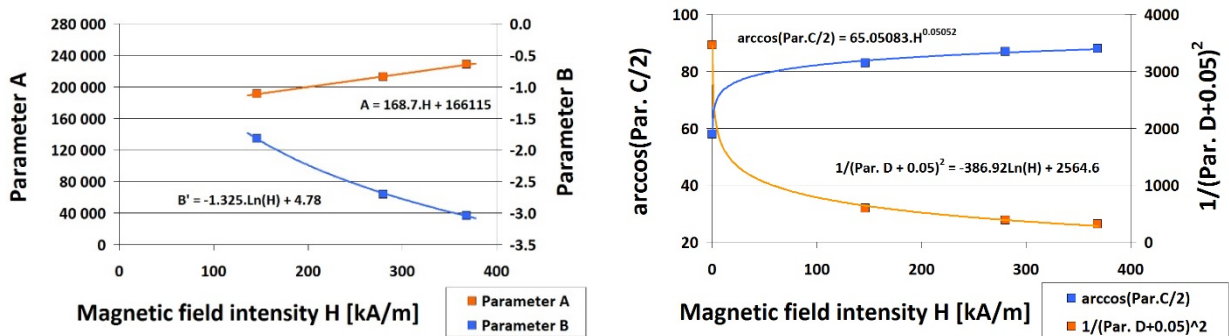 280 000
240 000
200 000
160 000
120 000
80 000
40 000
0
Parameter A
0
100
200
300
400
0.0
-0.5
-1.0
-1.5
-2.0
-2.5
-3.0
-3.5
Parameter B
A = 168.7.H + 166115
B' = -1.325.Ln(H) + 4.78
Magnetic field intensity H [kA/m]
Parameter A
Parameter B
100
80
60
40
20
arccos(Par. C/2)
0
100
200
300
400
4000
3000
2000
1000
0
1/(Par. D+0.05)²
arccos(Par.C/2) = 65.05083.H^0.05052
1/(Par. D + 0.05)² = -386.92Ln(H) + 2564.6
Magnetic field intensity H [kA/m]
arccos(Par.C/2)
1/(Par. D+0.05)^2